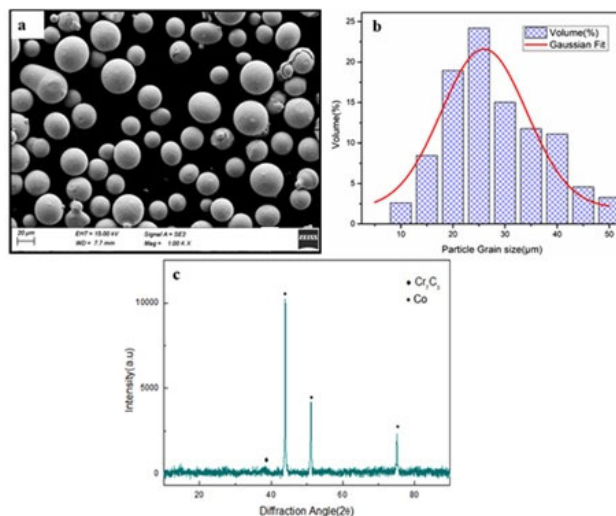 a
20 µm
EHT = 15.00 kV
Signal A = SE2
WD = 7.7 mm
Mag = 1.00 K X
ZEISS
b
Volume(%)
Gaussian Fit
25
20
15
10
5
0
Volume(%)
10 20 30 40 50
Particle Grain size(µm)
c
Cr₇C₃
Co
10000
5000
0
Intensity(a.u)
20 40 60 80
Diffraction Angle(2θ)